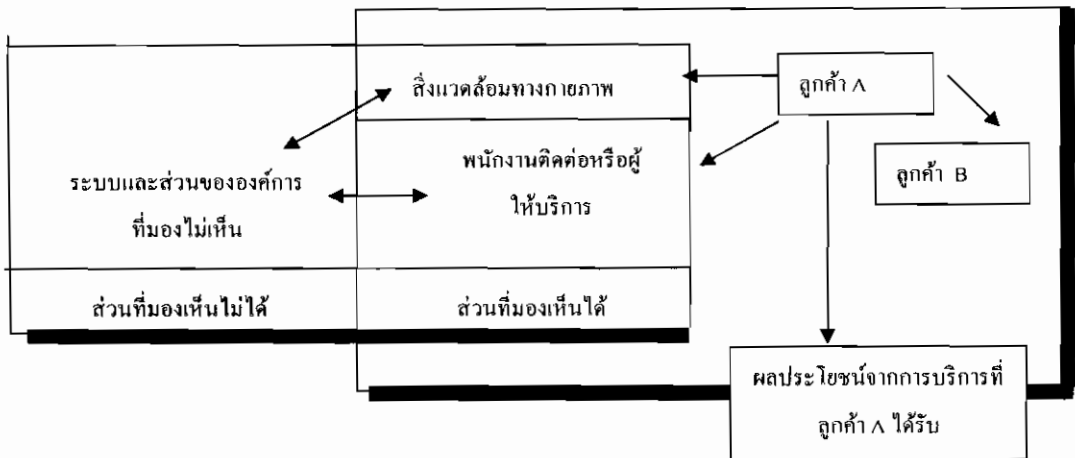 สิ่งแวดล้อมทางกายภาพ
ลูกค้า A
พนักงานติดต่อหรือผู้
ให้บริการ
ลูกค้า B
ระบบและส่วนขององค์การ
ที่มองไม่เห็น
ส่วนที่มองเห็นไม่ได้
ส่วนที่มองเห็นได้
ผลประโยชน์จากการบริการที่
ลูกค้า A ได้รับ